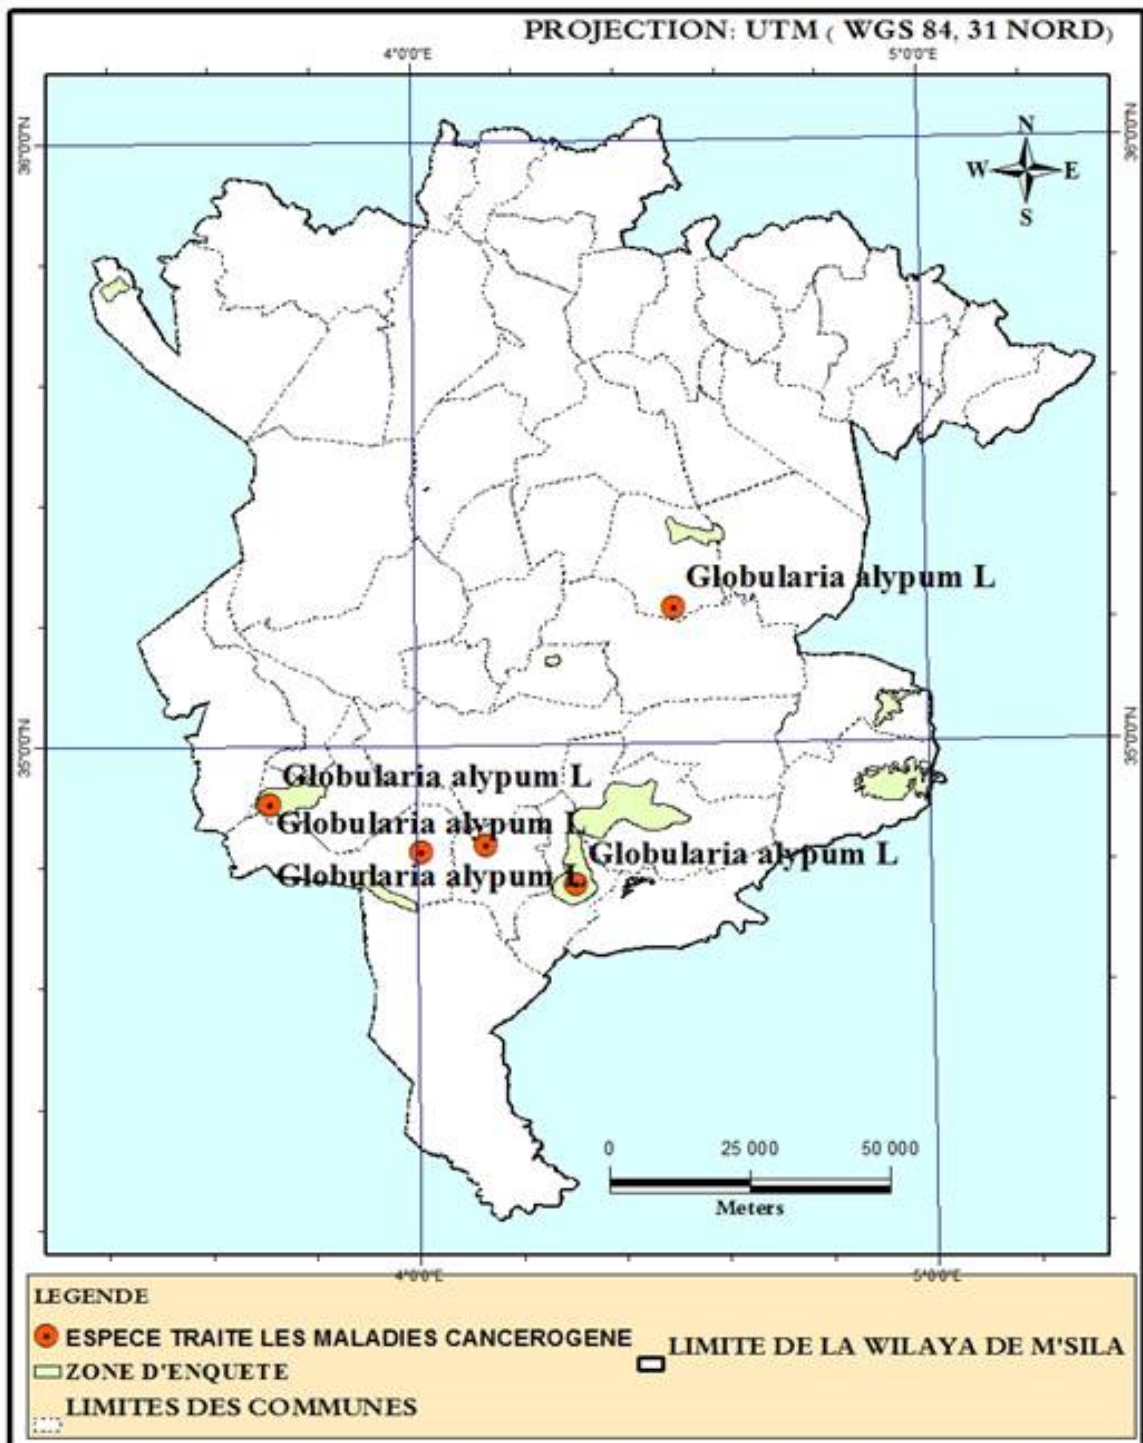 PROJECTION: UTM ( WGS 84, 31 NORD)
4°0'0"E 5°0'0"E
36°0'0"N 36°0'0"N
N
W E
S
Globularia alypum L
35°0'0"N 35°0'0"N
Globularia alypum L
Globularia alypum L
Globularia alypum L
Globularia alypum L
0 25 000 50 000
Meters
4°0'0"E 5°0'0"E
LEGENDE
ESPECE TRAITE LES MALADIES CANCEROGENE
LIMITE DE LA WILAYA DE M'SILA
ZONE D'ENQUETE
LIMITES DES COMMUNES